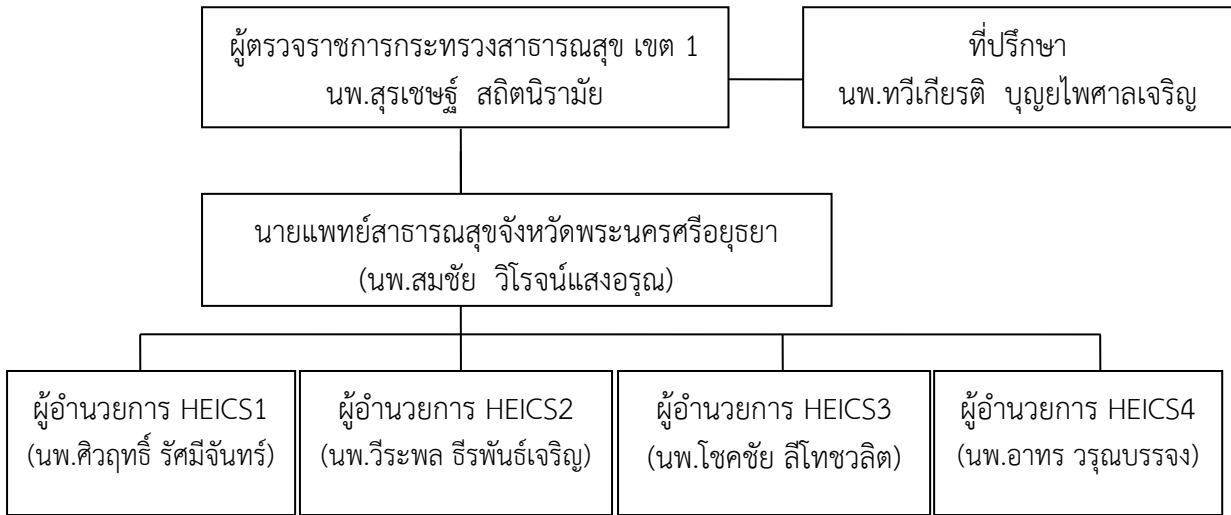 ผู้ตรวจราชการกระทรวงสาธารณสุข เขต 1
นพ.สุรเชษฐ์ สถิตนิรามัย
ที่ปรึกษา
นพ.ทวีเกียรติ บุญยไพศาลเจริญ
นายแพทย์สาธารณสุขจังหวัดพระนครศรีอยุธยา
(นพ.สมชัย วิโรจน์แสงอรุณ)
ผู้อำนวยการ HEICS1
(นพ.ศิวฤทธิ์ รัศมีจันทร์)
ผู้อำนวยการ HEICS2
(นพ.วีระพล ธีรพันธ์เจริญ)
ผู้อำนวยการ HEICS3
(นพ.โชคชัย ลีโทชวลิต)
ผู้อำนวยการ HEICS4
(นพ.อาทร วรุณบรรจง)